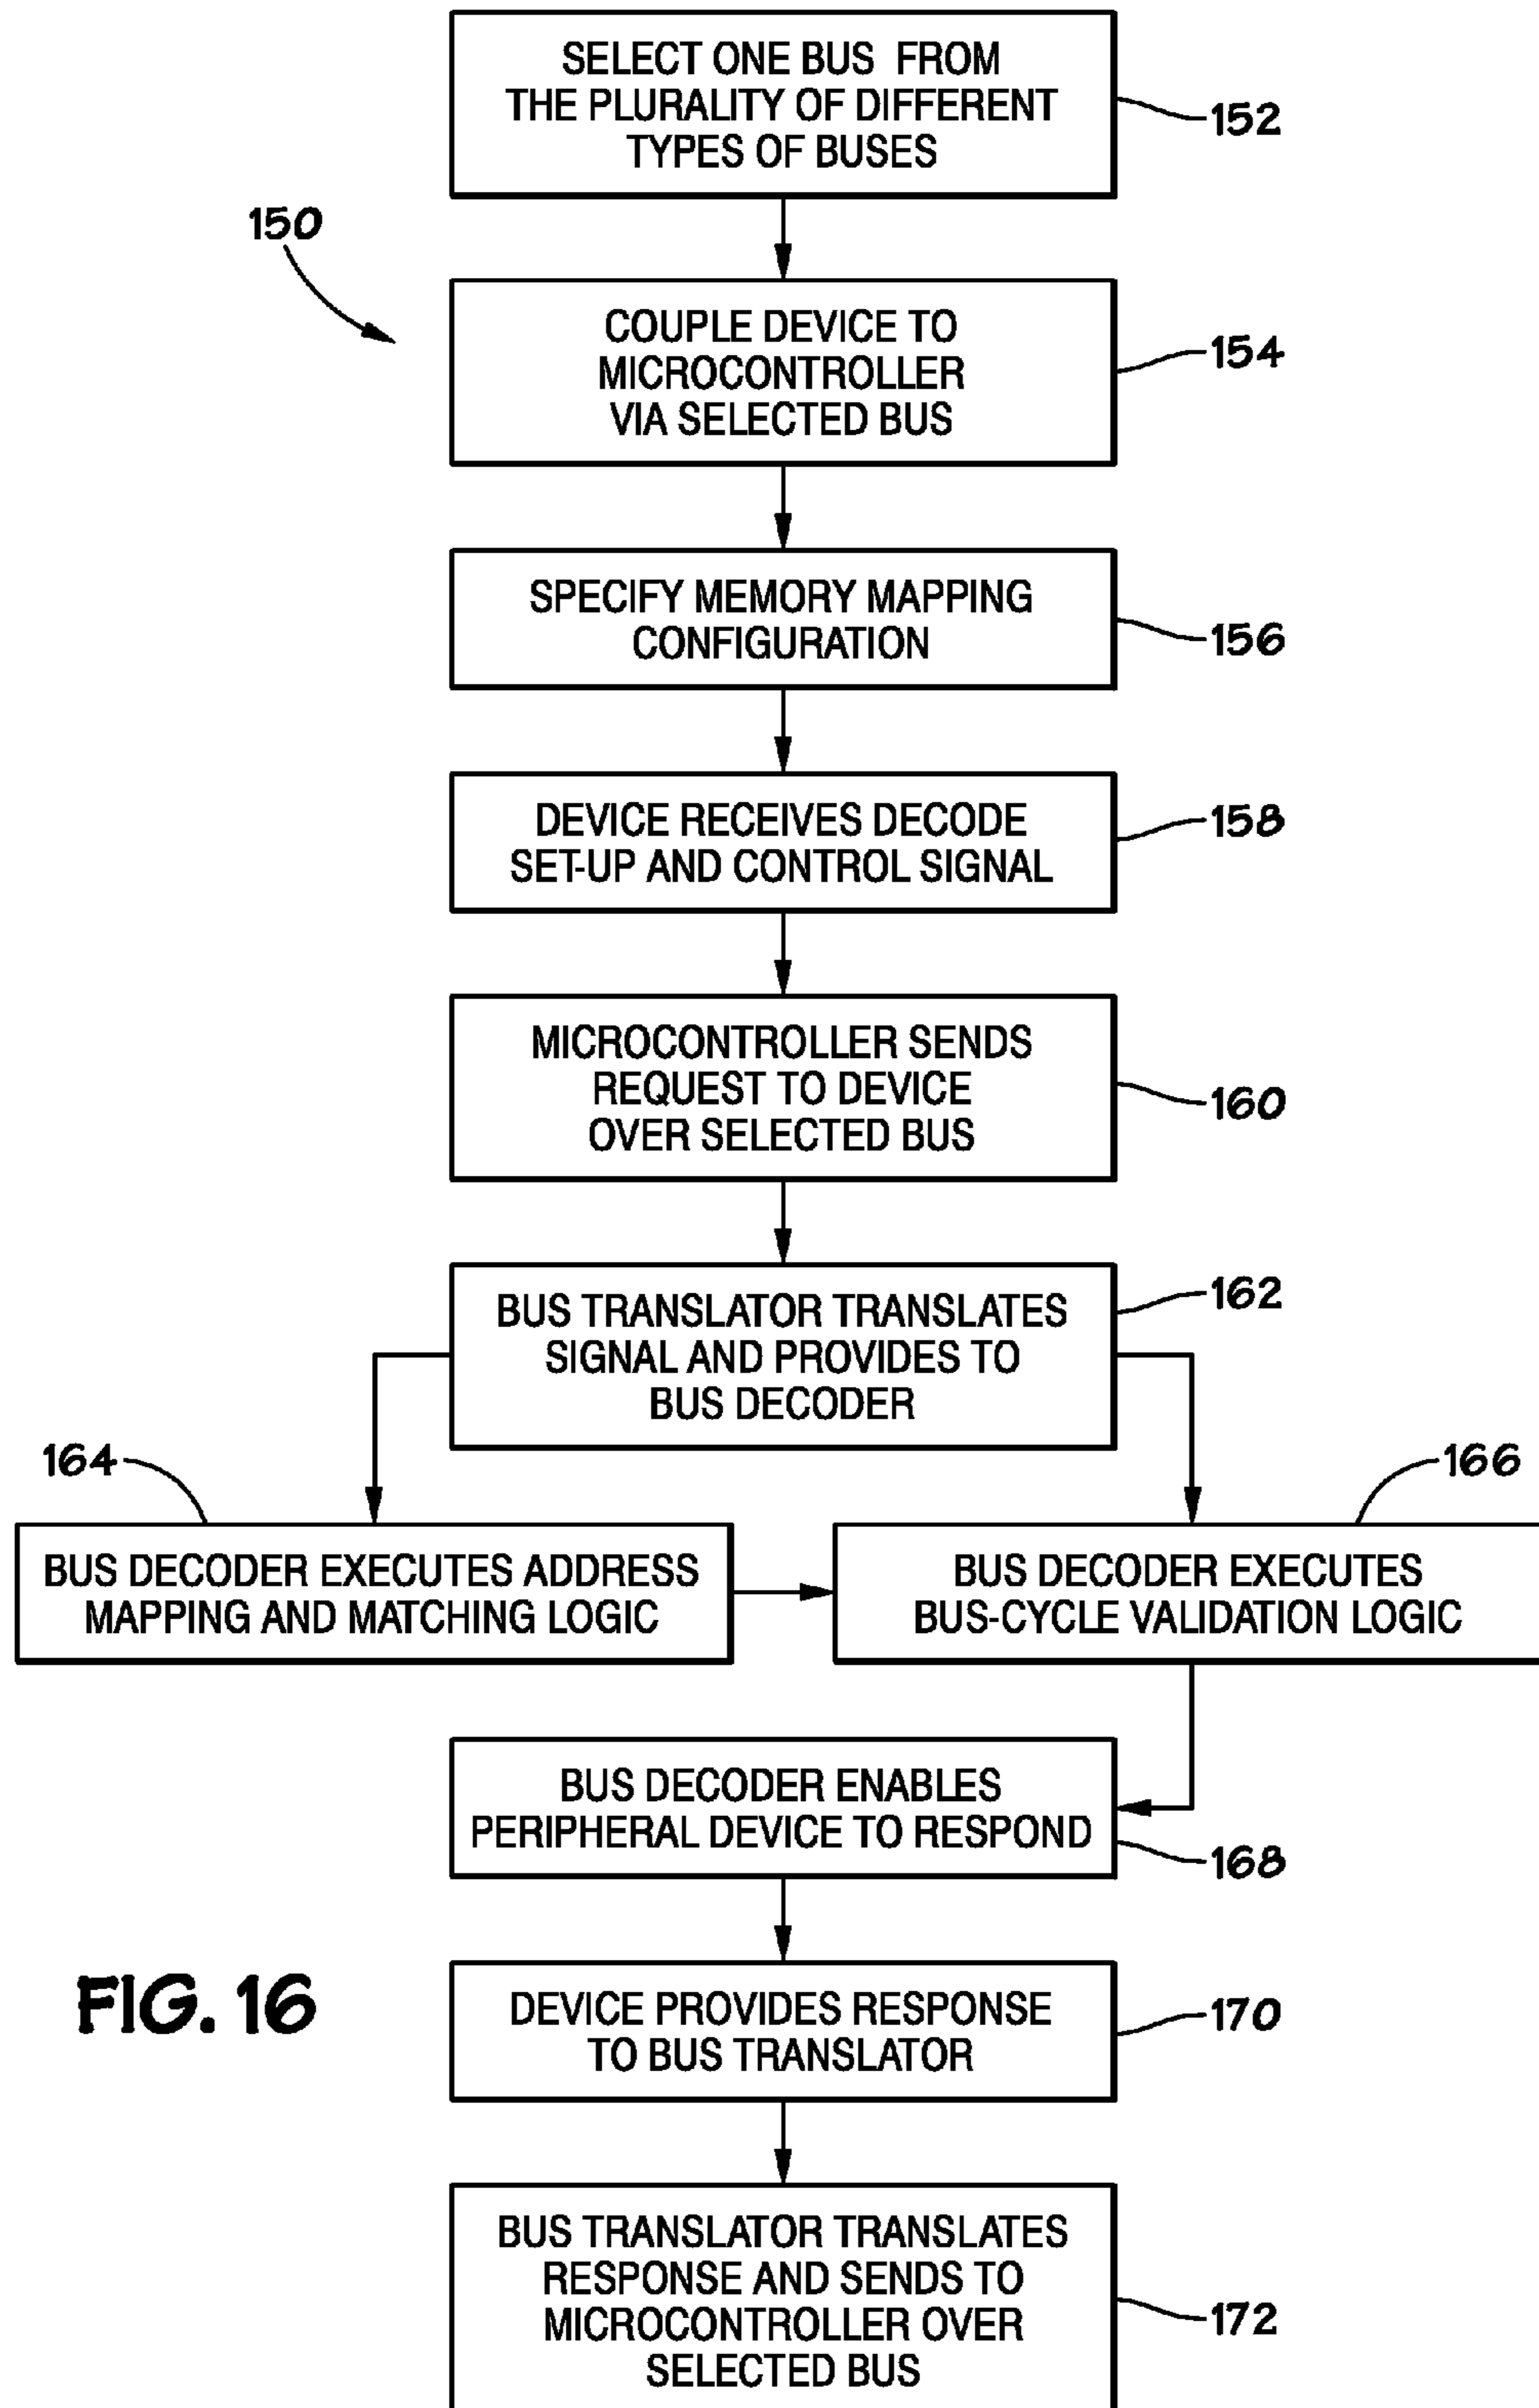 SELECT ONE BUS FROM
THE PLURALITY OF DIFFERENT
TYPES OF BUSES
152
150
COUPLE DEVICE TO
MICROCONTROLLER
VIA SELECTED BUS
154
SPECIFY MEMORY MAPPING
CONFIGURATION
156
DEVICE RECEIVES DECODE
SET-UP AND CONTROL SIGNAL
158
MICROCONTROLLER SENDS
REQUEST TO DEVICE
OVER SELECTED BUS
160
BUS TRANSLATOR TRANSLATES
SIGNAL AND PROVIDES TO
BUS DECODER
162
164
BUS DECODER EXECUTES ADDRESS
MAPPING AND MATCHING LOGIC
166
BUS DECODER EXECUTES
BUS-CYCLE VALIDATION LOGIC
BUS DECODER ENABLES
PERIPHERAL DEVICE TO RESPOND
168
FIG. 16
DEVICE PROVIDES RESPONSE
TO BUS TRANSLATOR
170
BUS TRANSLATOR TRANSLATES
RESPONSE AND SENDS TO
MICROCONTROLLER OVER
SELECTED BUS
172